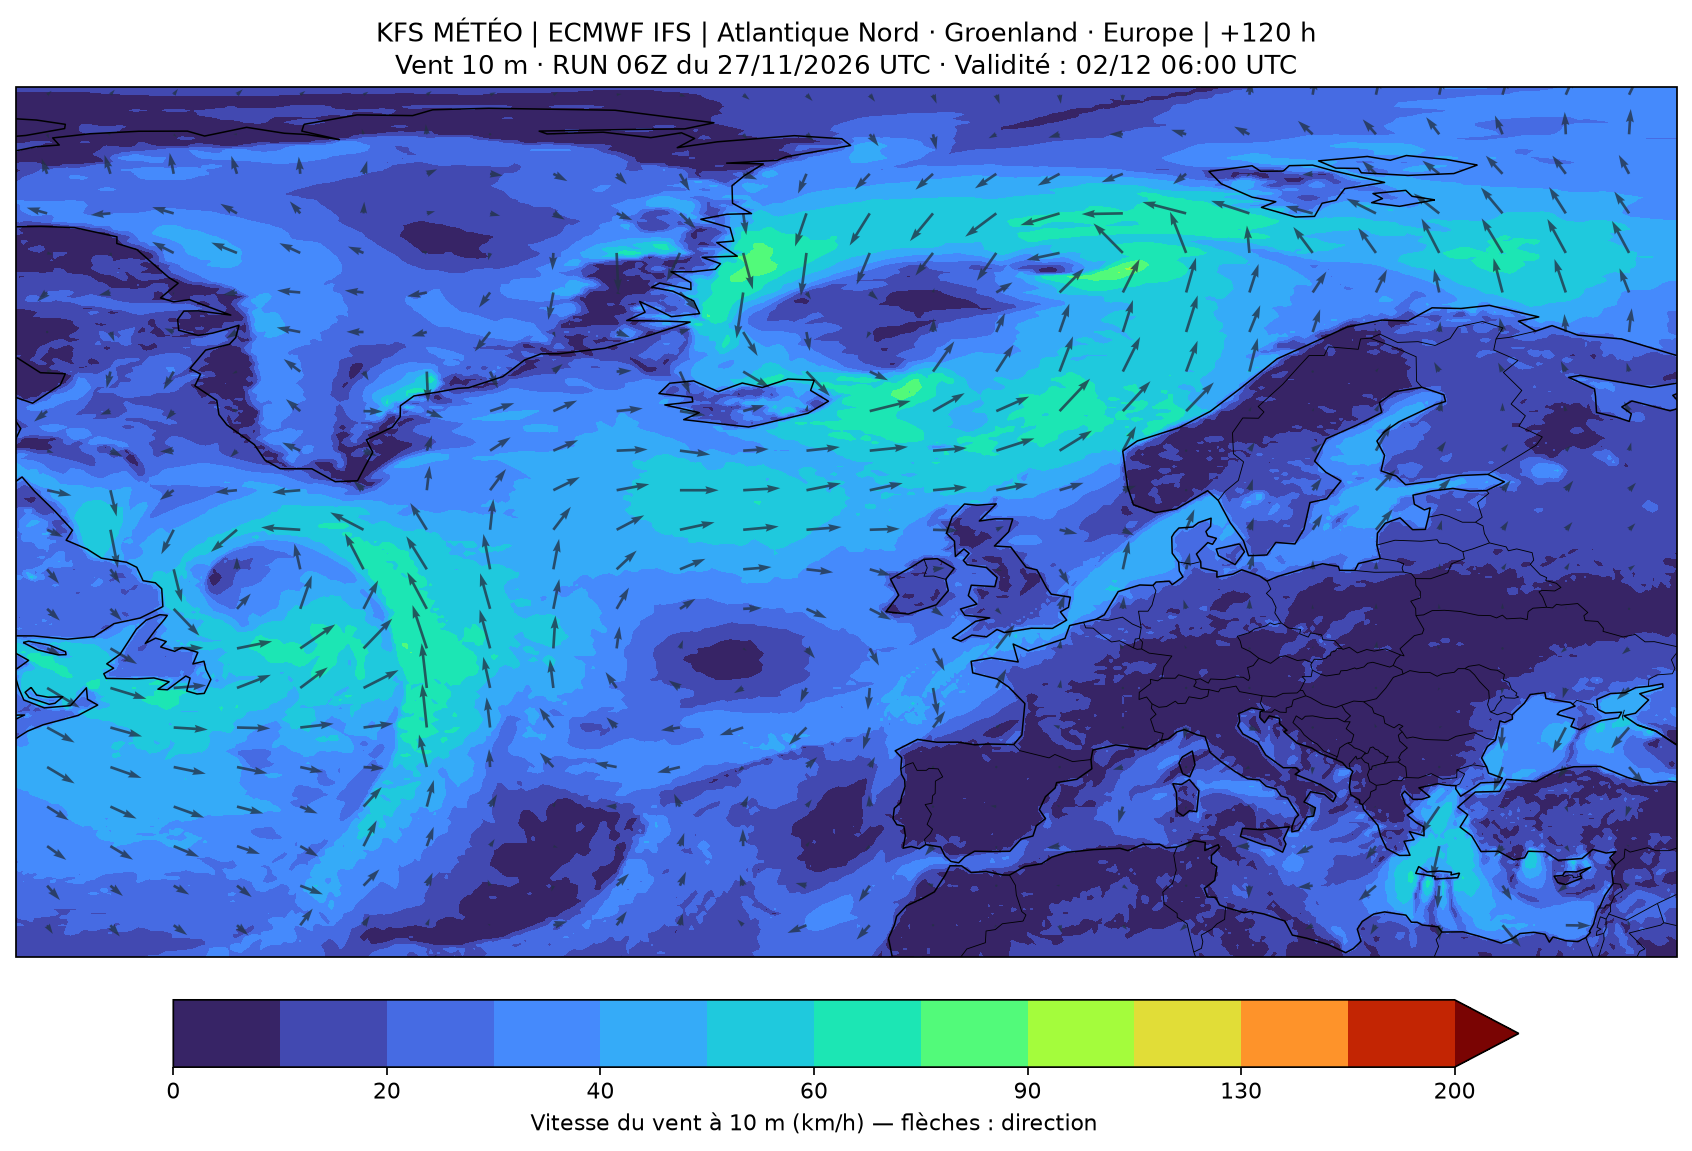 KFS MÉTÉO | ECMWF IFS | Atlantique Nord · Groenland · Europe | +120 h
Vent 10 m · RUN 06Z du 27/11/2026 UTC · Validité : 02/12 06:00 UTC
0 20 40 60 90 130 200
Vitesse du vent à 10 m (km/h) — flèches : direction